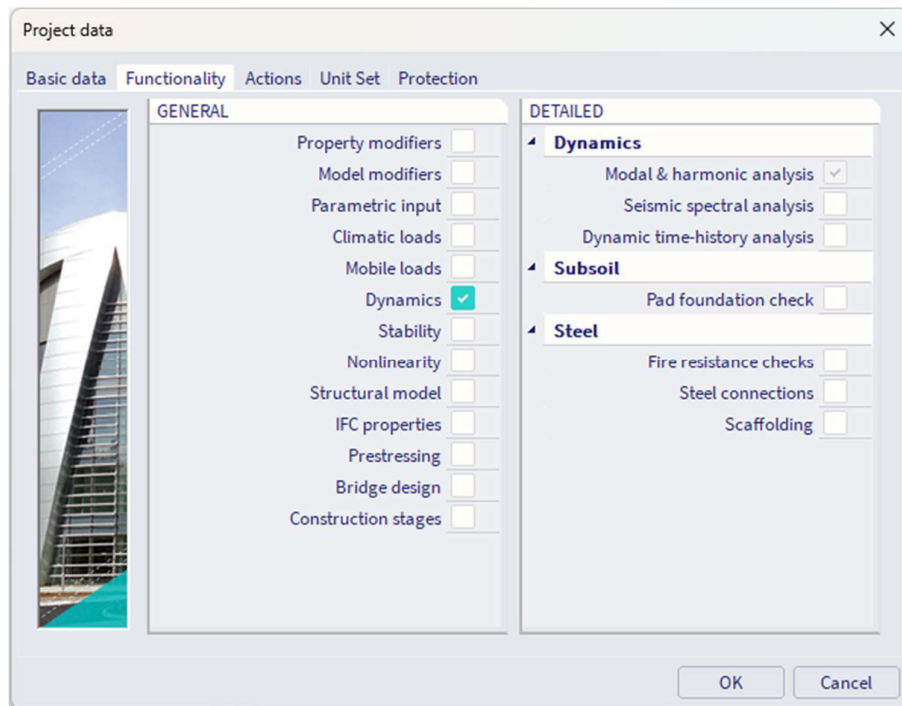 Project data
Basic data Functionality Actions Unit Set Protection
GENERAL
Property modifiers
Model modifiers
Parametric input
Climatic loads
Mobile loads
Dynamics
Stability
Nonlinearity
Structural model
IFC properties
Prestressing
Bridge design
Construction stages
DETAILED
Dynamics
Modal & harmonic analysis
Seismic spectral analysis
Dynamic time-history analysis
Subsoil
Pad foundation check
Steel
Fire resistance checks
Steel connections
Scaffolding
OK Cancel